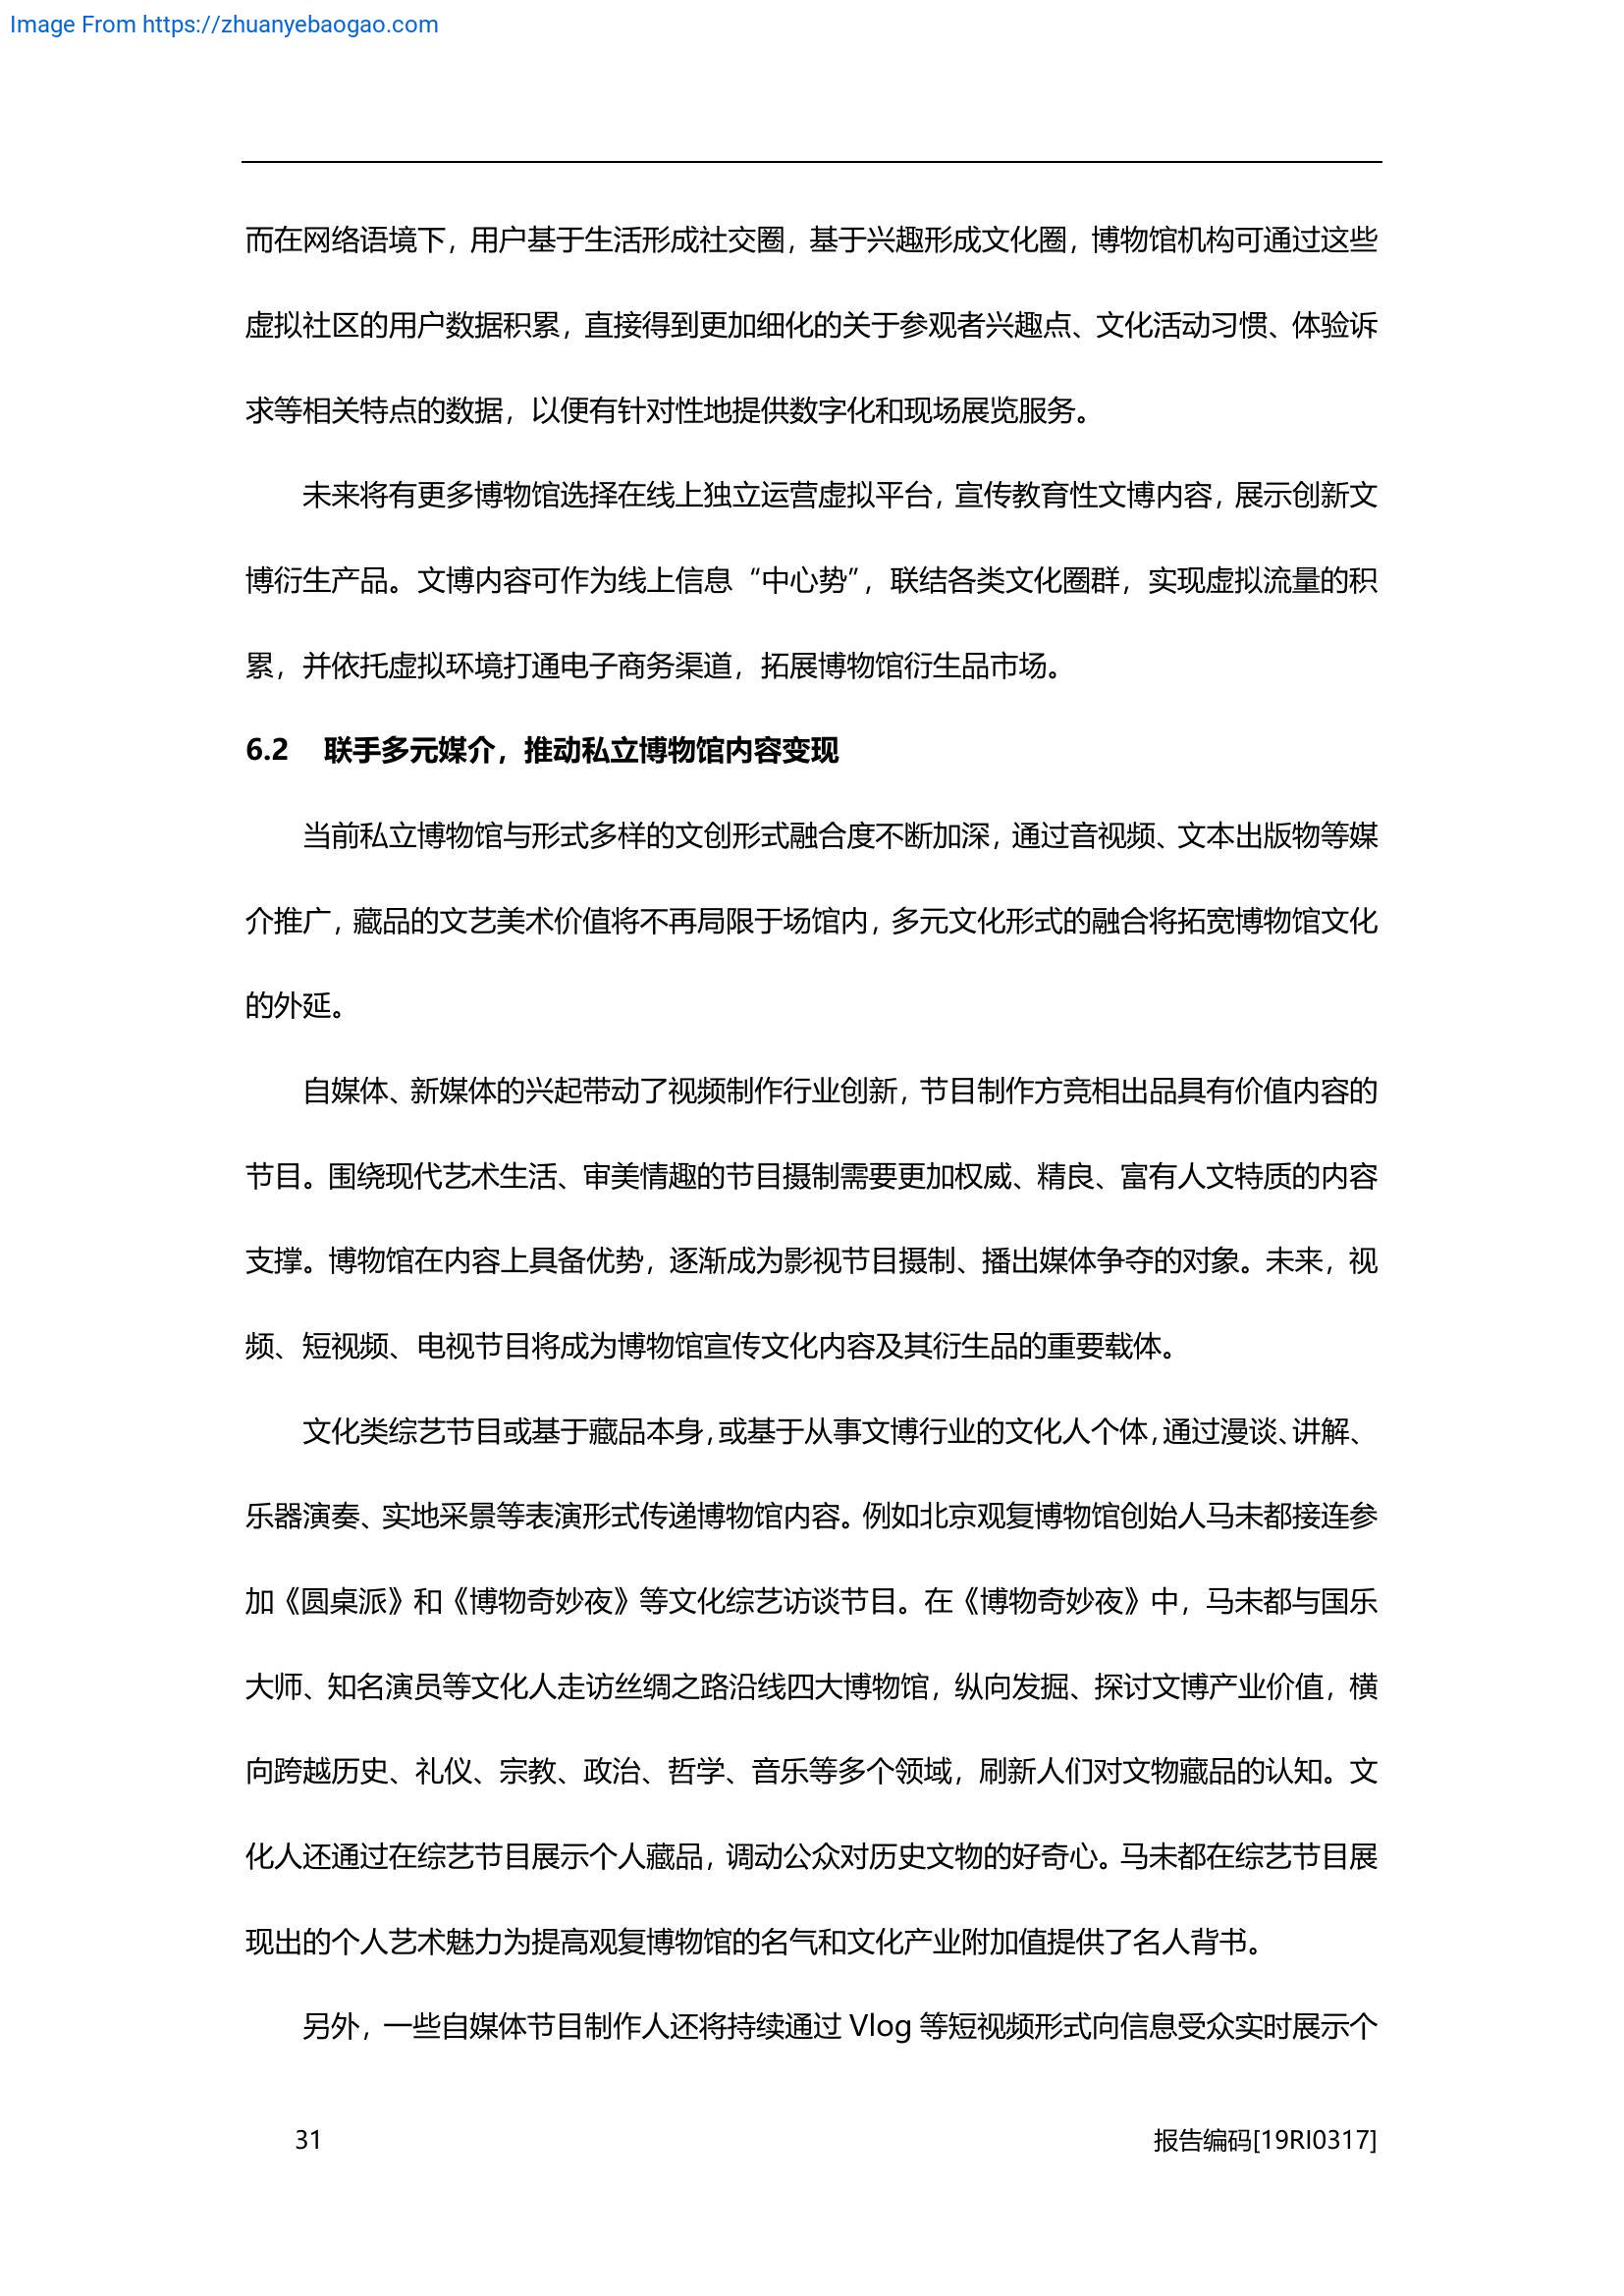 Image From https://zhuanyebaogao.com
而在网络语境下，用户基于生活形成社交圈，基于兴趣形成文化圈，博物馆机构可通过这些
虚拟社区的用户数据积累，直接得到更加细化的关于参观者兴趣点、文化活动习惯、体验诉
求等相关特点的数据，以便有针对性地提供数字化和现场展览服务。
未来将有更多博物馆选择在线上独立运营虚拟平台，宣传教育性文博内容，展示创新文
博衍生产品。文博内容可作为线上信息“中心势”，联结各类文化圈群，实现虚拟流量的积
累，并依托虚拟环境打通电子商务渠道，拓展博物馆衍生品市场。
6.2 联手多元媒介，推动私立博物馆内容变现
当前私立博物馆与形式多样的文创形式融合度不断加深，通过音视频、文本出版物等媒
介推广，藏品的文艺美术价值将不再局限于场馆内，多元文化形式的融合将拓宽博物馆文化
的外延。
自媒体、新媒体的兴起带动了视频制作行业创新，节目制作方竞相出品具有价值内容的
节目。围绕现代艺术生活、审美情趣的节目摄制需要更加权威、精良、富有人文特质的内容
支撑。博物馆在内容上具备优势，逐渐成为影视节目摄制、播出媒体争夺的对象。未来，视
频、短视频、电视节目将成为博物馆宣传文化内容及其衍生品的重要载体。
文化类综艺节目或基于藏品本身，或基于从事文博行业的文化人个体，通过漫谈、讲解、
乐器演奏、实地采景等表演形式传递博物馆内容。例如北京观复博物馆创始人马未都接连参
加《圆桌派》和《博物奇妙夜》等文化综艺访谈节目。在《博物奇妙夜》中，马未都与国乐
大师、知名演员等文化人走访丝绸之路沿线四大博物馆，纵向发掘、探讨文博产业价值，横
向跨越历史、礼仪、宗教、政治、哲学、音乐等多个领域，刷新人们对文物藏品的认知。文
化人还通过在综艺节目展示个人藏品，调动公众对历史文物的好奇心。马未都在综艺节目展
现出的个人艺术魅力为提高观复博物馆的名气和文化产业附加值提供了名人背书。
另外，一些自媒体节目制作人还将持续通过 Vlog 等短视频形式向信息受众实时展示个
31 报告编码[19RI0317]